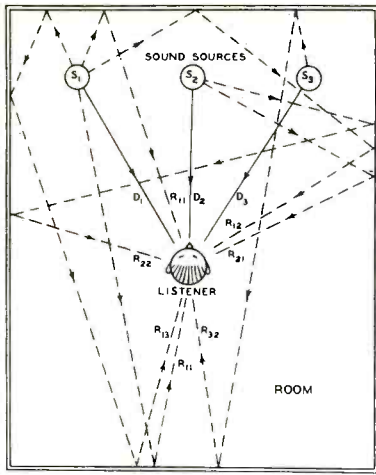 SOUND SOURCES
S1 S2 S3
D1 R11 D2 D3
R12
R22 R21
LISTENER
R13 R32
R11
ROOM